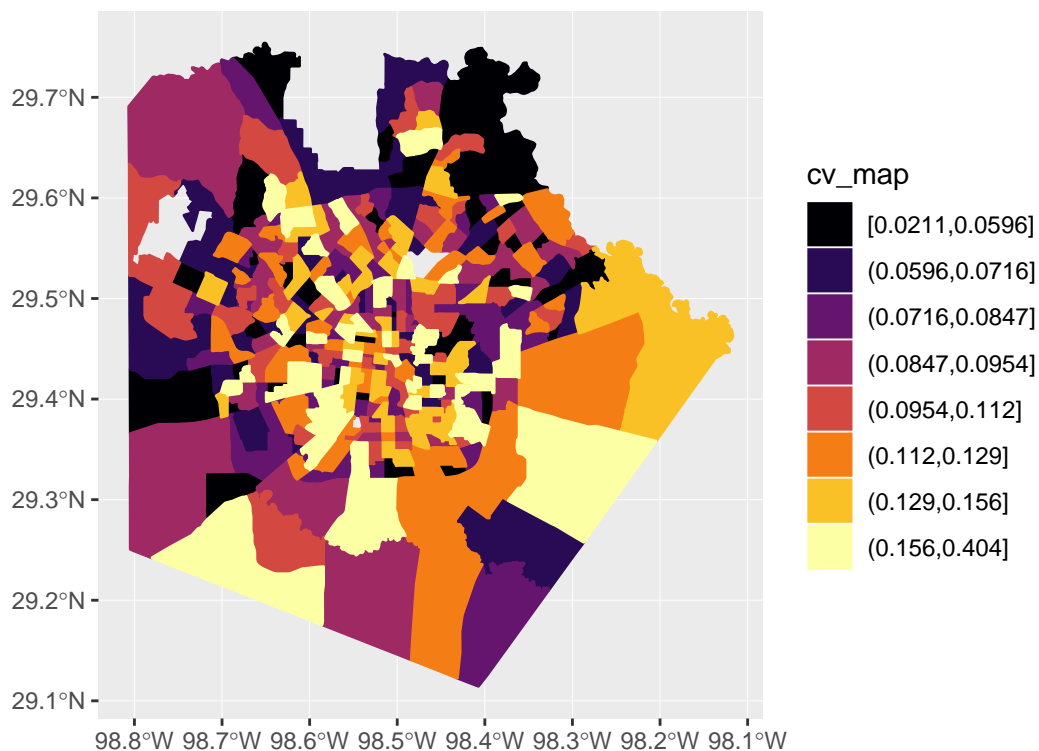 29.7°N
29.6°N
29.5°N
29.4°N
29.3°N
29.2°N
29.1°N
98.8°W 98.7°W 98.6°W 98.5°W 98.4°W 98.3°W 98.2°W 98.1°W
cv_map
[0.0211,0.0596]
(0.0596,0.0716]
(0.0716,0.0847]
(0.0847,0.0954]
(0.0954,0.112]
(0.112,0.129]
(0.129,0.156]
(0.156,0.404]